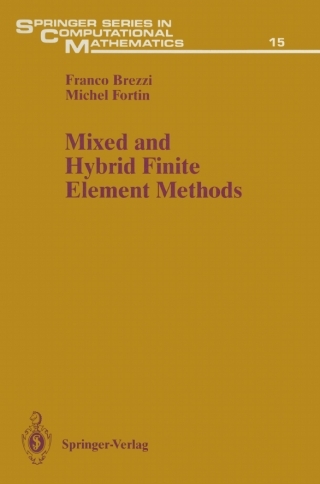 SPRINGER SERIES IN
COMPUTATIONAL
MATHEMATICS
15
Franco Brezzi
Michel Fortin
Mixed and
Hybrid Finite
Element Methods
Springer-Verlag